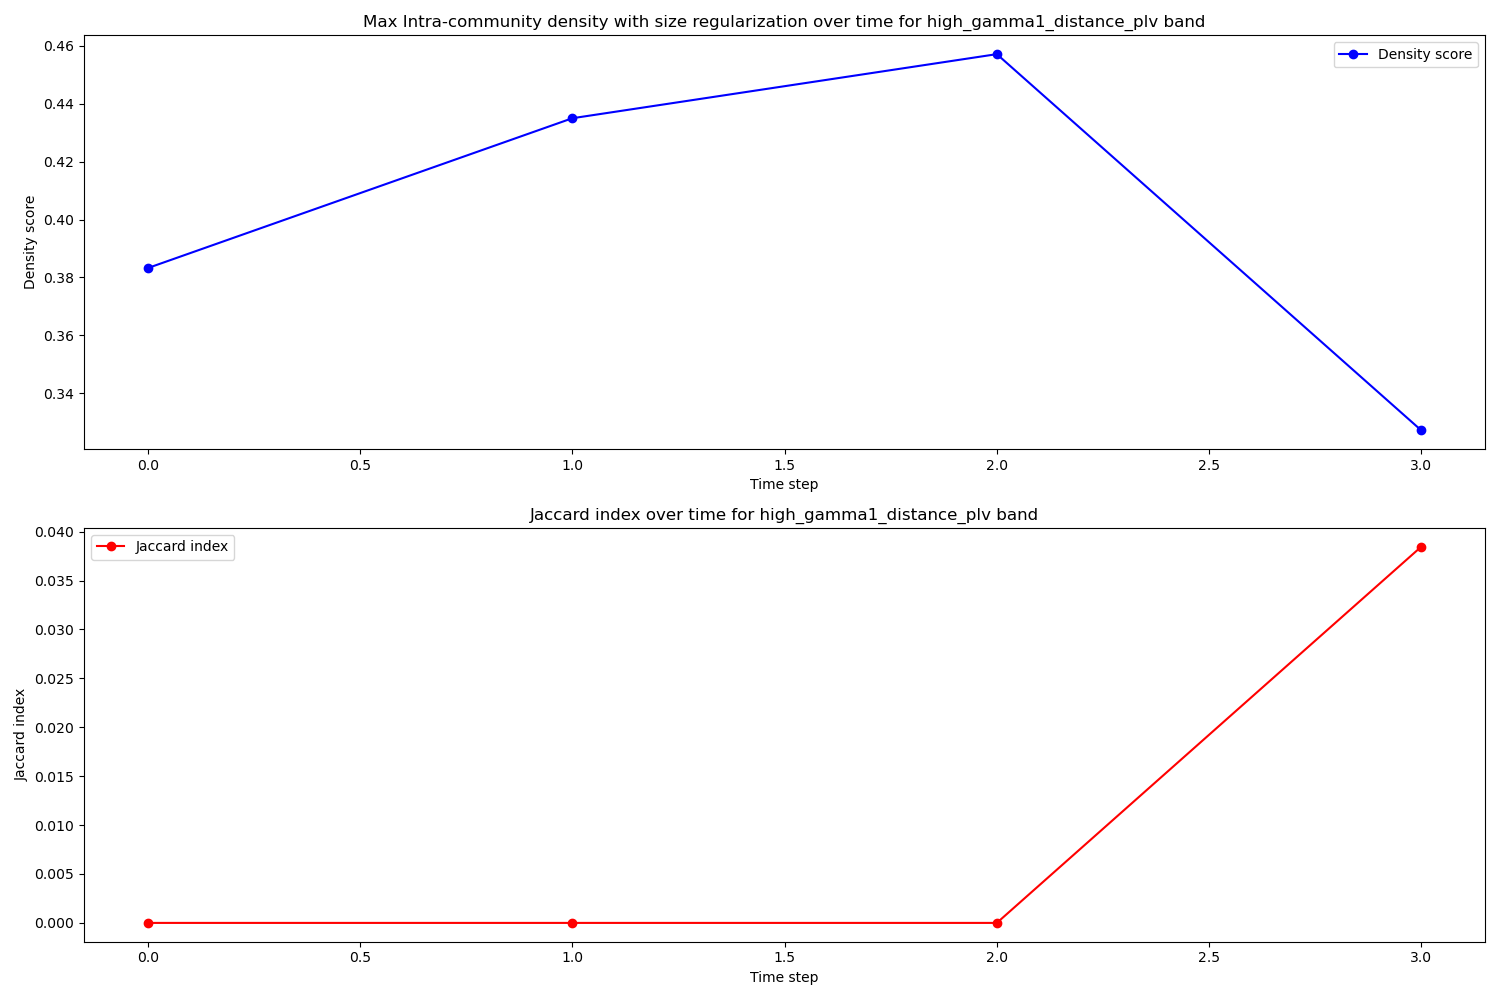 Max Intra-community density with size regularization over time for high_gamma1_distance_plv band
Density score
0.46
0.44
0.42
0.40
0.38
0.36
0.34
Density score
0.0 0.5 1.0 1.5 2.0 2.5 3.0
Time step
Jaccard index over time for high_gamma1_distance_plv band
Jaccard index
0.040
0.035
0.030
0.025
0.020
0.015
0.010
0.005
0.000
Jaccard index
0.0 0.5 1.0 1.5 2.0 2.5 3.0
Time step